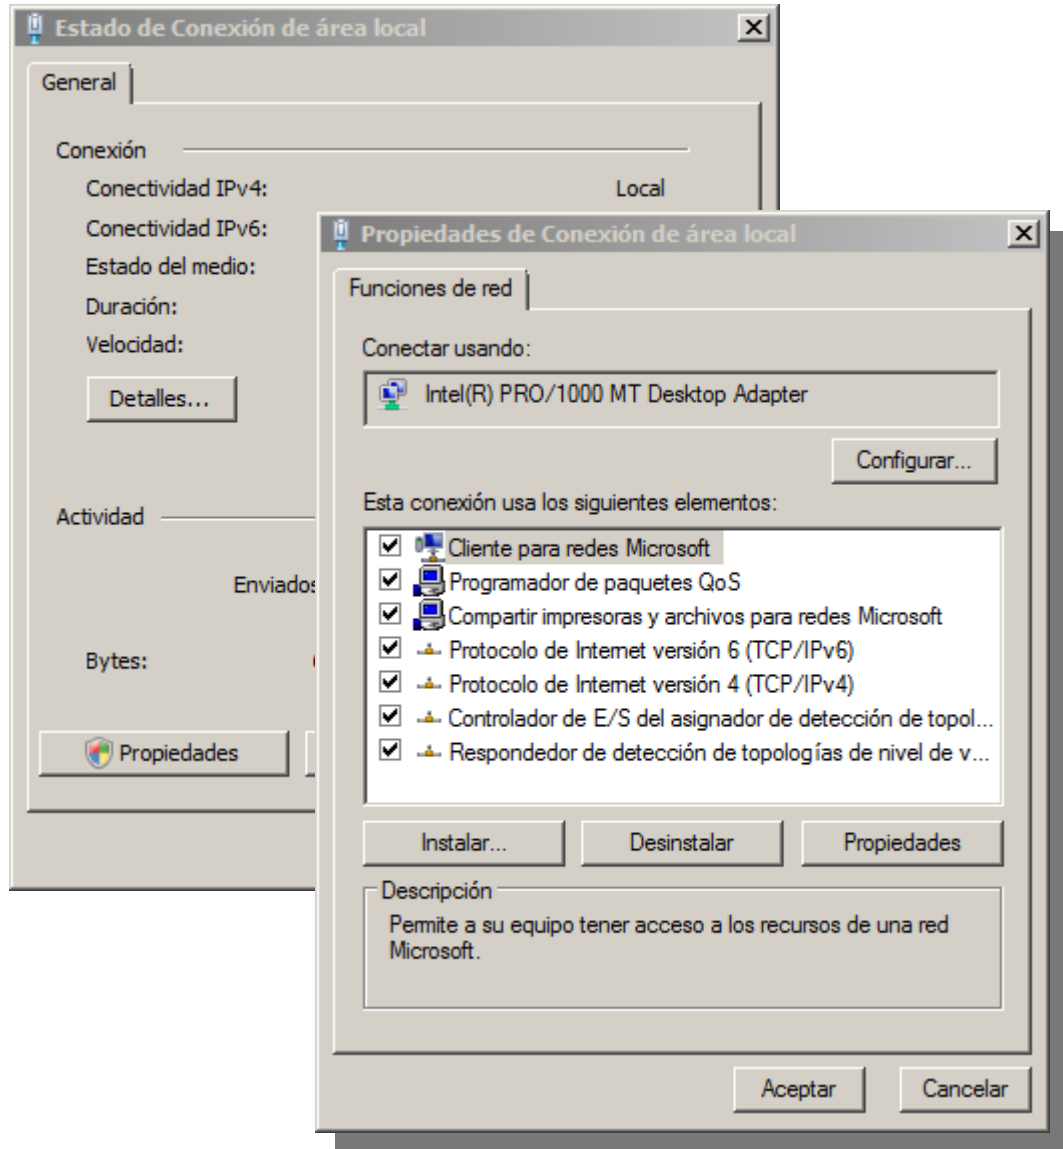 Estado de Conexión de área local
General
Conexión
Conectividad IPv4: Local
Conectividad IPv6:
Estado del medio:
Duración:
Velocidad:
Detalles...
Actividad
Enviados
Bytes:
Propiedades
Propiedades de Conexión de área local
Funciones de red
Conectar usando:
Intel(R) PRO/1000 MT Desktop Adapter
Configurar...
Esta conexión usa los siguientes elementos:
Cliente para redes Microsoft
Programador de paquetes QoS
Compartir impresoras y archivos para redes Microsoft
Protocolo de Internet versión 6 (TCP/IPv6)
Protocolo de Internet versión 4 (TCP/IPv4)
Controlador de E/S del asignador de detección de topol...
Respondedor de detección de topologías de nivel de v...
Instalar... Desinstalar Propiedades
Descripción
Permite a su equipo tener acceso a los recursos de una red
Microsoft.
Aceptar Cancelar